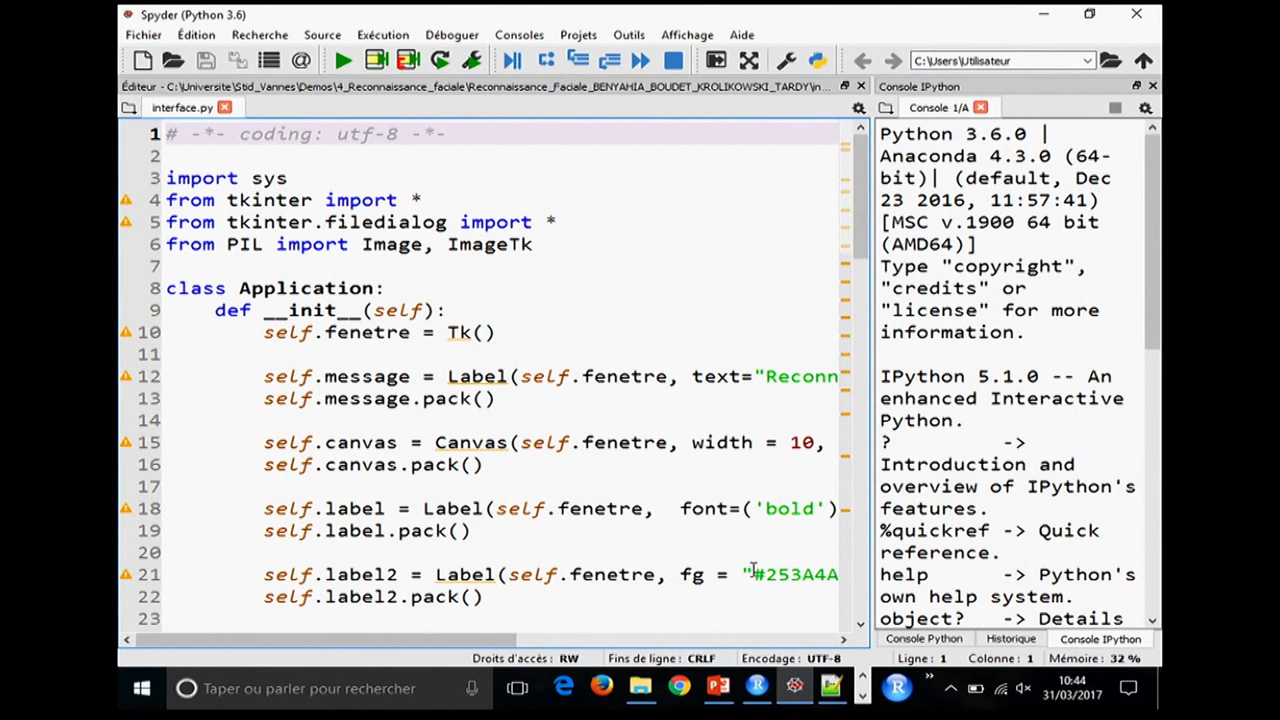 Spyder (Python 3.6)
Fichier Édition Recherche Source Exécution Déboguer Consoles Projets Outils Affichage Aide
C:\Users\Utilisateur
Éditeur - C:\Universite\Stid_Vannes\Demos\4_Reconnaissance_faciale\Reconnaissance_Faciale_BENYAHIA_BOUDET_KROLIKOWSKI_TARDY\in...
interface.py
1 # -*- coding: utf-8 -*-
2
3 import sys
4 from tkinter import *
5 from tkinter.filedialog import *
6 from PIL import Image, ImageTk
7
8 class Application:
9 def __init__(self):
10 self.fenetre = Tk()
11
12 self.message = Label(self.fenetre, text="Reconn
13 self.message.pack()
14
15 self.canvas = Canvas(self.fenetre, width = 10,
16 self.canvas.pack()
17
18 self.label = Label(self.fenetre, font=('bold')
19 self.label.pack()
20
21 self.label2 = Label(self.fenetre, fg = "#253A4A
22 self.label2.pack()
23
Console IPython
Console 1/A
Python 3.6.0 |
Anaconda 4.3.0 (64-
bit)| (default, Dec
23 2016, 11:57:41)
[MSC v.1900 64 bit
(AMD64)]
Type "copyright",
"credits" or
"license" for more
information.
IPython 5.1.0 -- An
enhanced Interactive
Python.
? ->
Introduction and
overview of IPython's
features.
%quickref -> Quick
reference.
help -> Python's
own help system.
object? -> Details
Console Python Historique Console IPython
Droits d'accès : RW Fins de ligne : CRLF Encodage : UTF-8 Ligne : 1 Colonne : 1 Mémoire : 32 %
Taper ou parler pour rechercher
10:44
31/03/2017